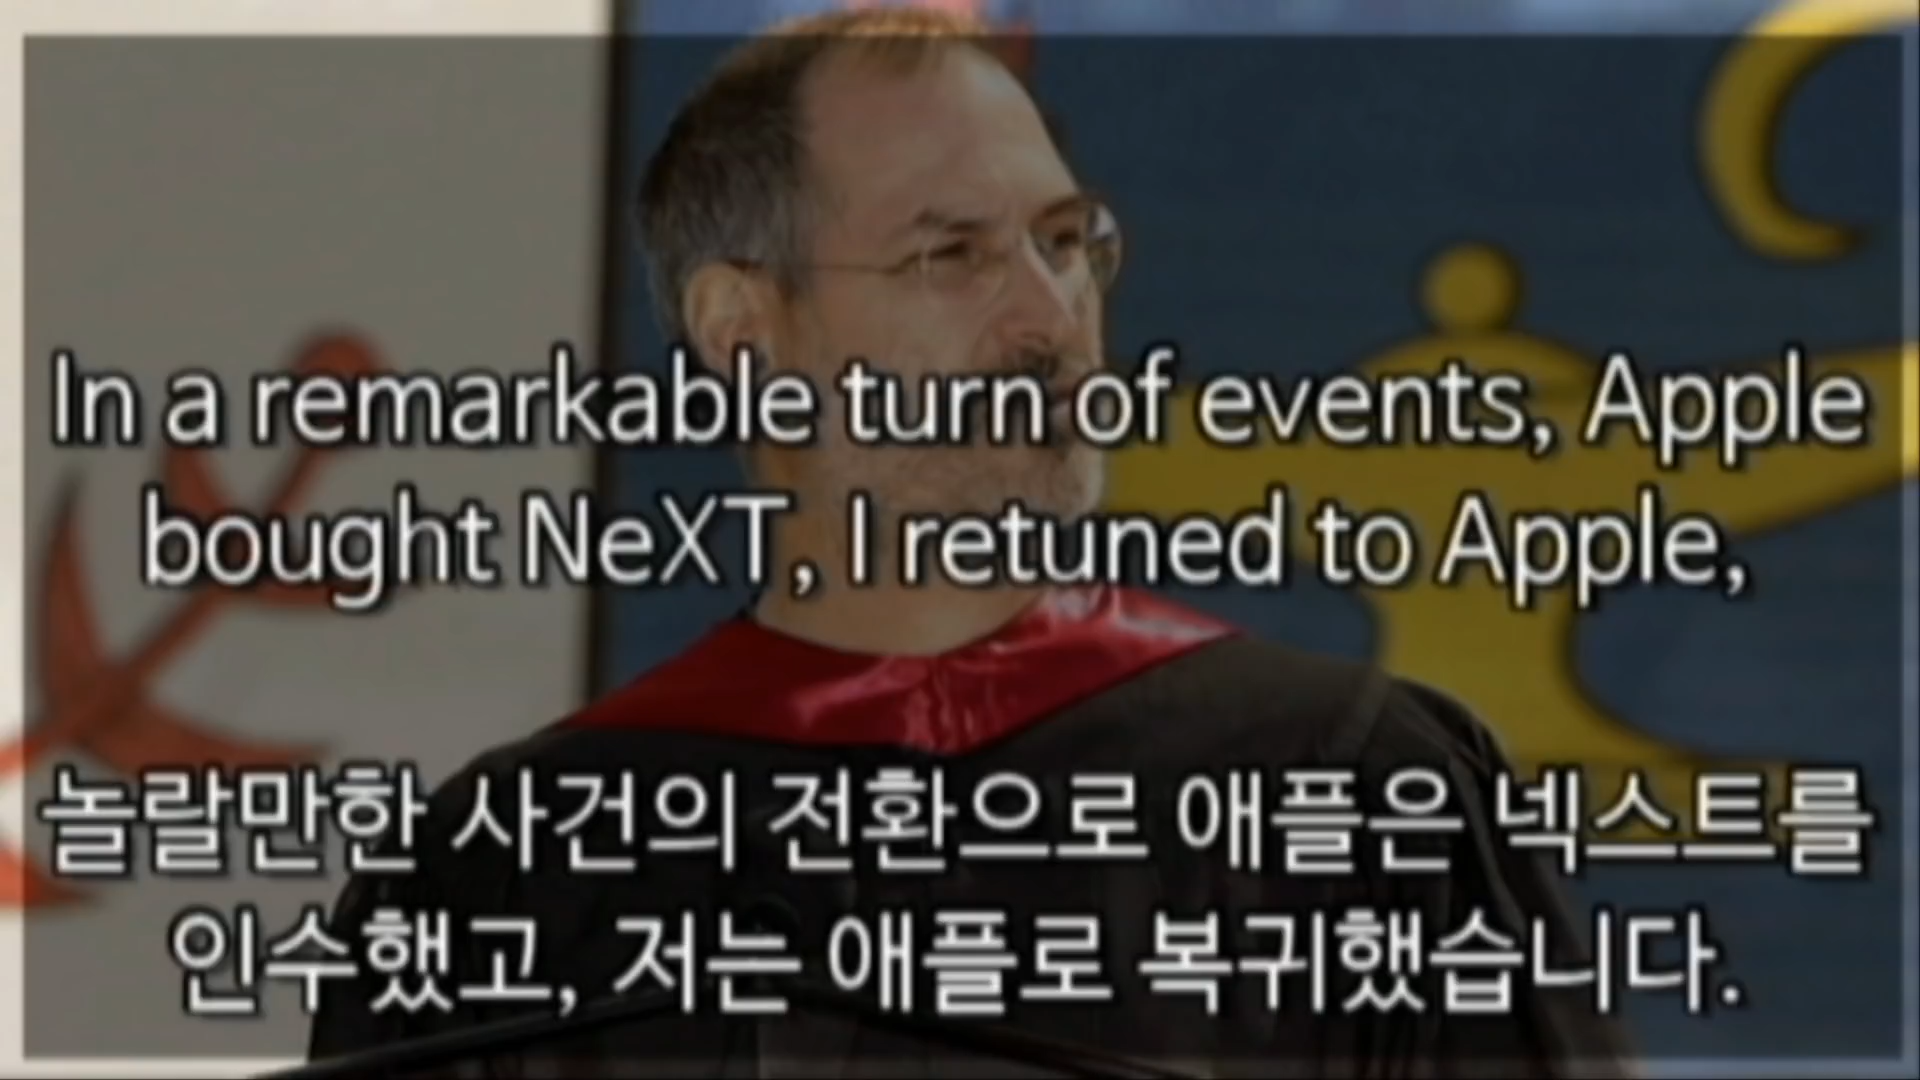 In a remarkable turn of events, Apple
bought NeXT, I retuned to Apple,
놀랄만한 사건의 전환으로 애플은 넥스트를
인수했고, 저는 애플로 복귀했습니다.